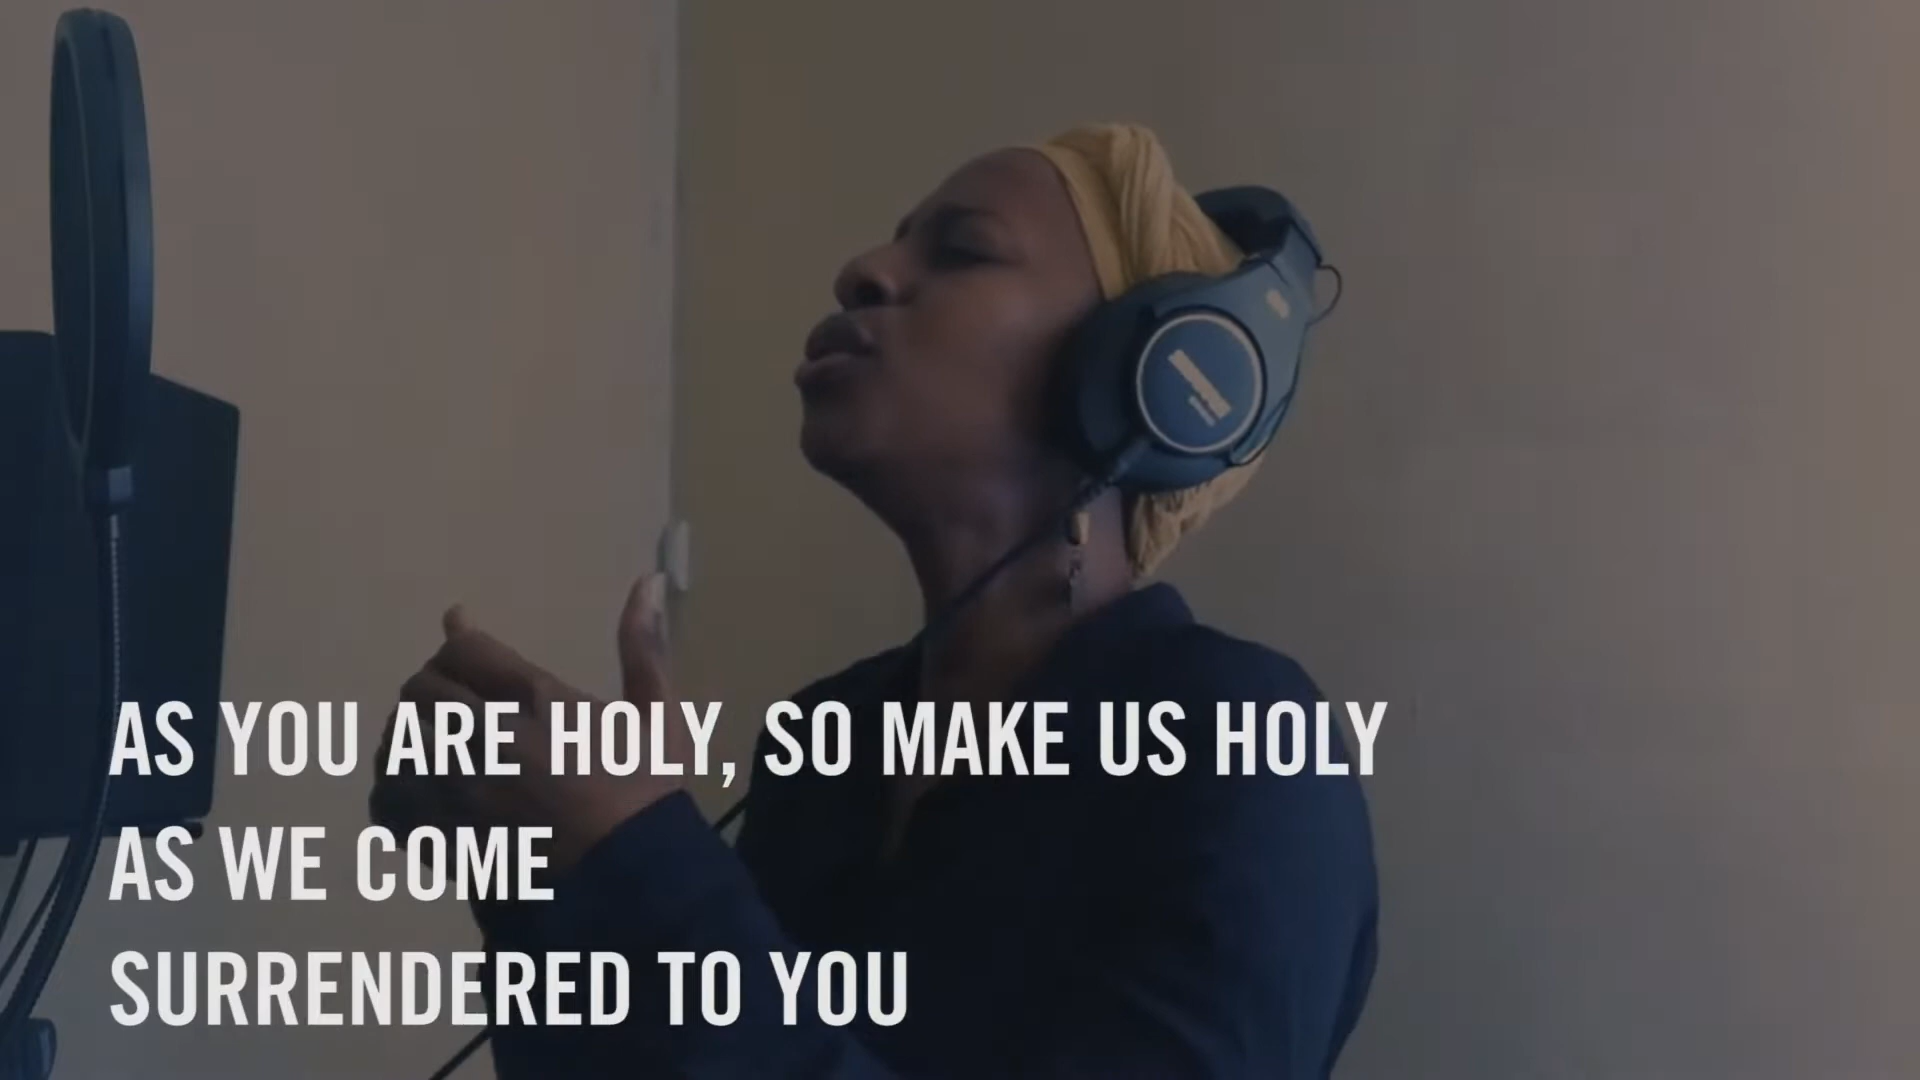 AS YOU ARE HOLY, SO MAKE US HOLY
AS WE COME
SURRENDERED TO YOU